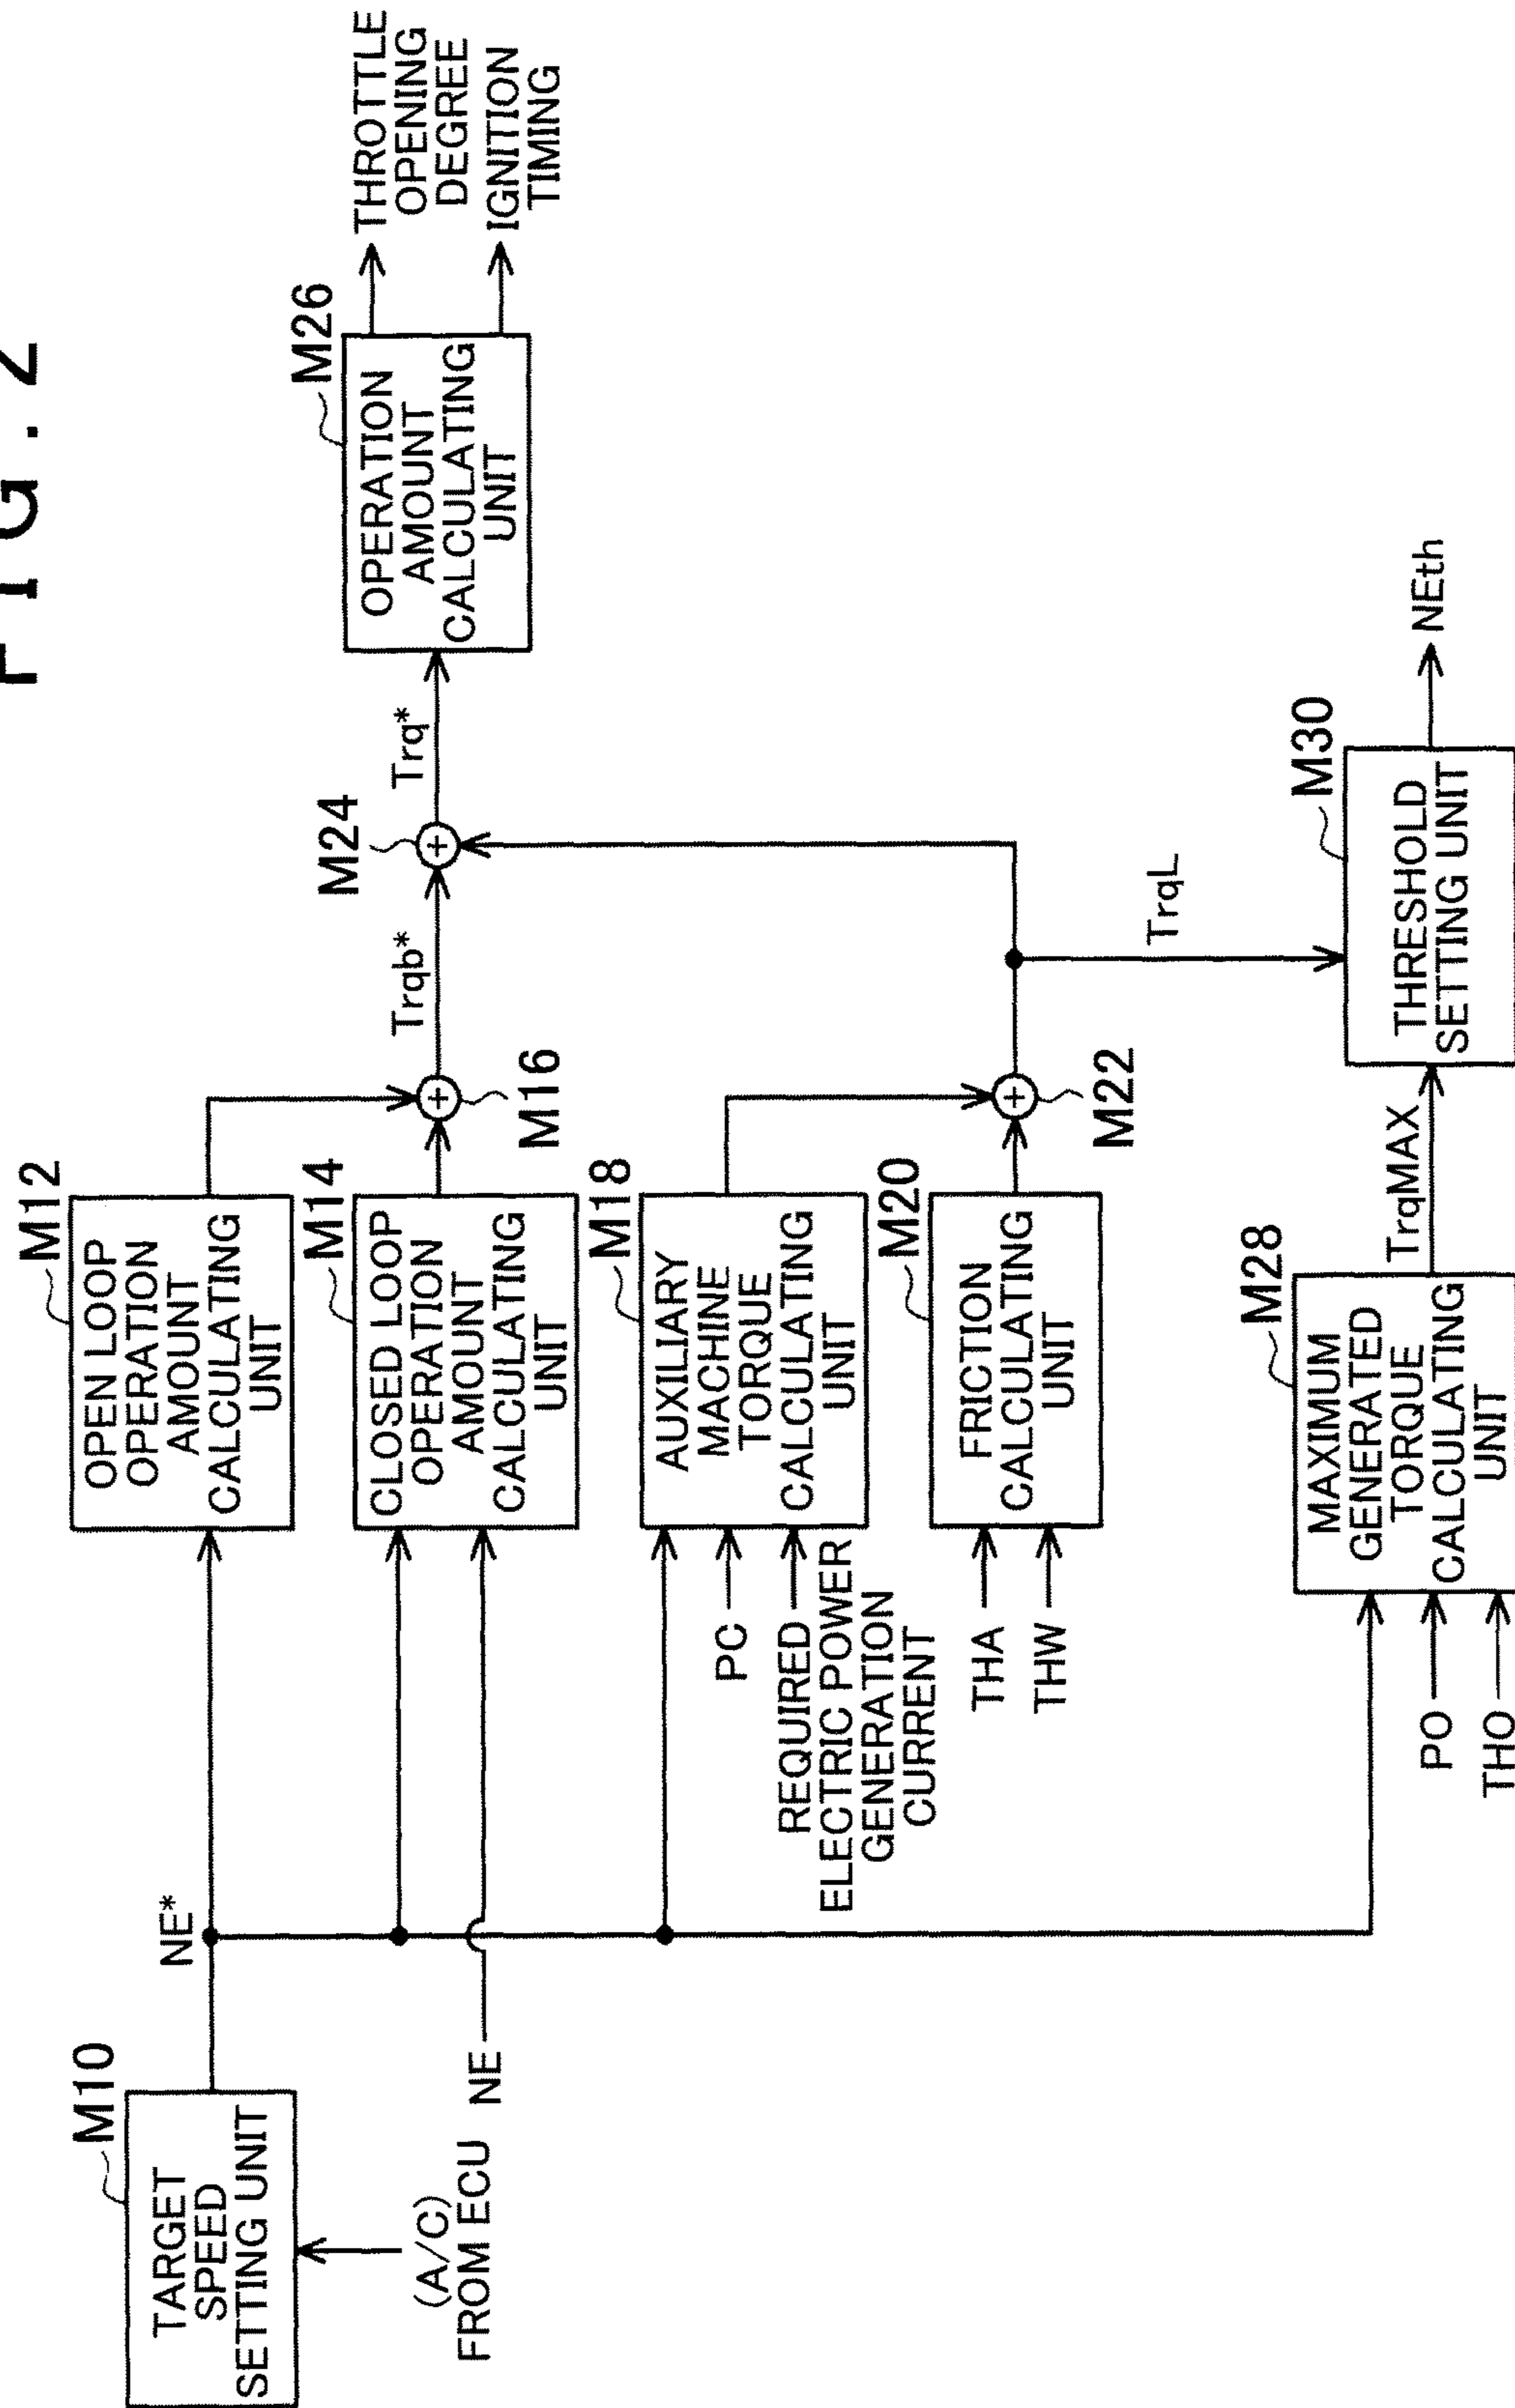 FIG. 2
M10
TARGET
SPEED
SETTING UNIT
(A/C)
FROM ECU
NE*
NE
M12
OPEN LOOP
OPERATION
AMOUNT
CALCULATING
UNIT
M14
CLOSED LOOP
OPERATION
AMOUNT
CALCULATING
UNIT
M16
+
Trqb*
M24
+
Trq*
M26
OPERATION
AMOUNT
CALCULATING
UNIT
THROTTLE
OPENING
DEGREE
IGNITION
TIMING
M18
AUXILIARY
MACHINE
TORQUE
CALCULATING
UNIT
PC
REQUIRED
ELECTRIC POWER
GENERATION
CURRENT
M20
FRICTION
CALCULATING
UNIT
THA
THW
+
M22
TrqL
M28
MAXIMUM
GENERATED
TORQUE
CALCULATING
UNIT
PO
THO
TrqMAX
M30
THRESHOLD
SETTING UNIT
NEth